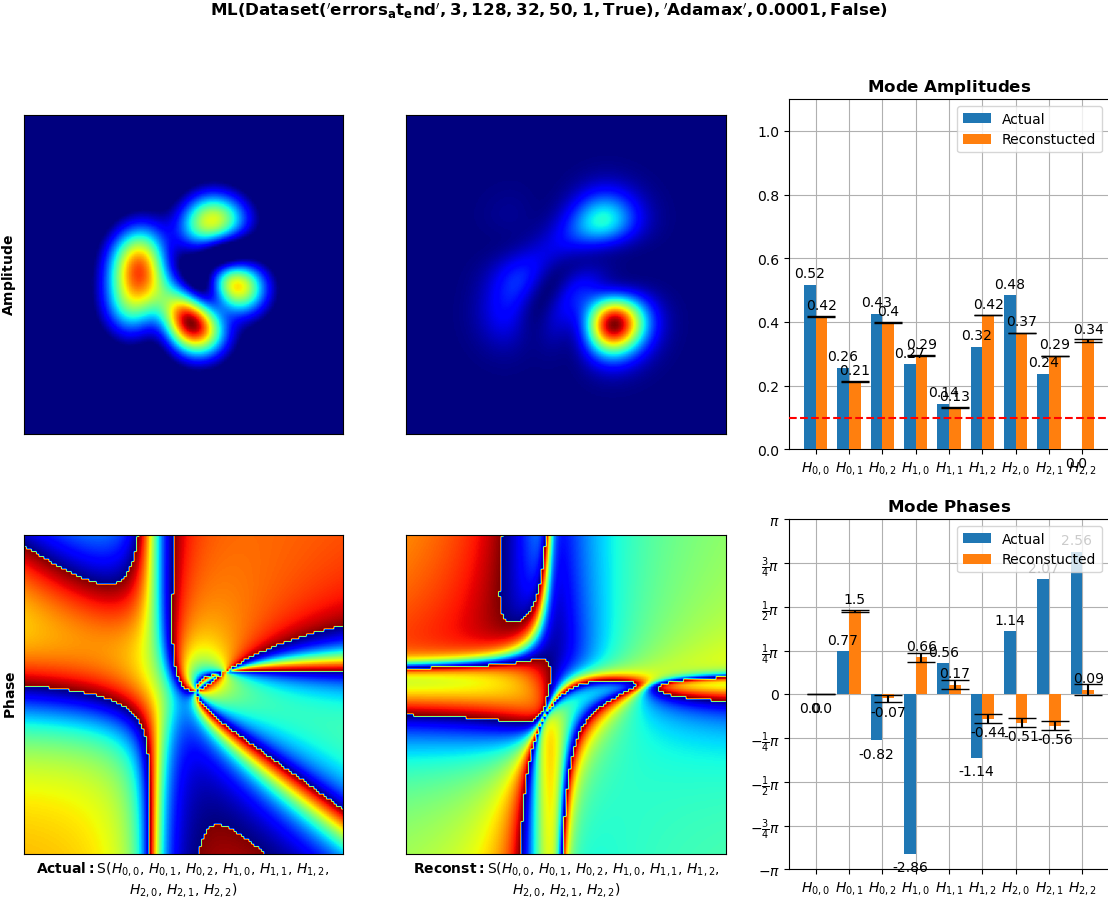 ML(Dataset('errors_at_end', 3, 128, 32, 50, 1, True), 'Adamax', 0.0001, False)
Amplitude
Mode Amplitudes
Actual
Reconstucted
1.0
0.8
0.6
0.4
0.2
0.0
0.52
0.42
0.26
0.21
0.43
0.4
0.27
0.29
0.14
0.13
0.32
0.42
0.48
0.37
0.24
0.29
0.0
0.34
H0,0 H0,1 H0,2 H1,0 H1,1 H1,2 H2,0 H2,1 H2,2
Phase
Actual: S(H0,0, H0,1, H0,2, H1,0, H1,1, H1,2,
H2,0, H2,1, H2,2)
Reconst: S(H0,0, H0,1, H0,2, H1,0, H1,1, H1,2,
H2,0, H2,1, H2,2)
Mode Phases
Actual
Reconstucted
π
3/4π
1/2π
1/4π
0
−1/4π
−1/2π
−3/4π
−π
0.0
0.0
0.77
1.5
-0.82
-0.07
-2.86
0.66
0.56
0.17
-1.14
-0.44
1.14
-0.51
2.07
-0.56
2.56
0.09
H0,0 H0,1 H0,2 H1,0 H1,1 H1,2 H2,0 H2,1 H2,2